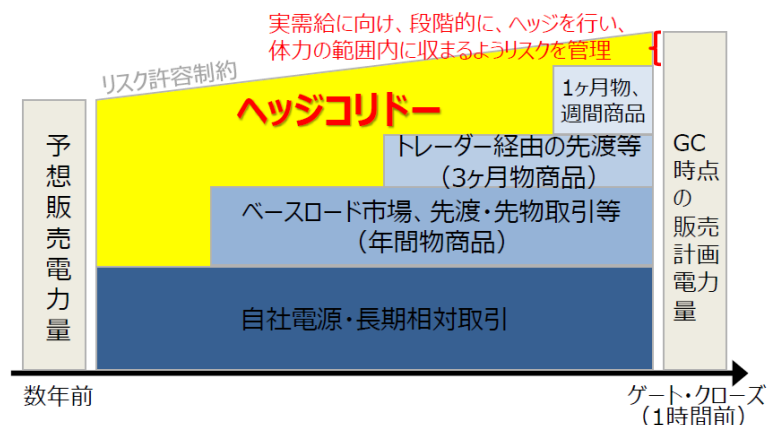 実需給に向け、段階的に、ヘッジを行い、
体力の範囲内に収まるようリスクを管理
リスク許容制約
ヘッジコリドー
1ヶ月物、
週間商品
トレーダー経由の先渡等
（3ヶ月物商品）
ベースロード市場、先渡・先物取引等
（年間物商品）
自社電源・長期相対取引
予想販売電力量
GC
時点
の
販売
計画
電力
量
数年前
ゲート・クローズ
（1時間前）